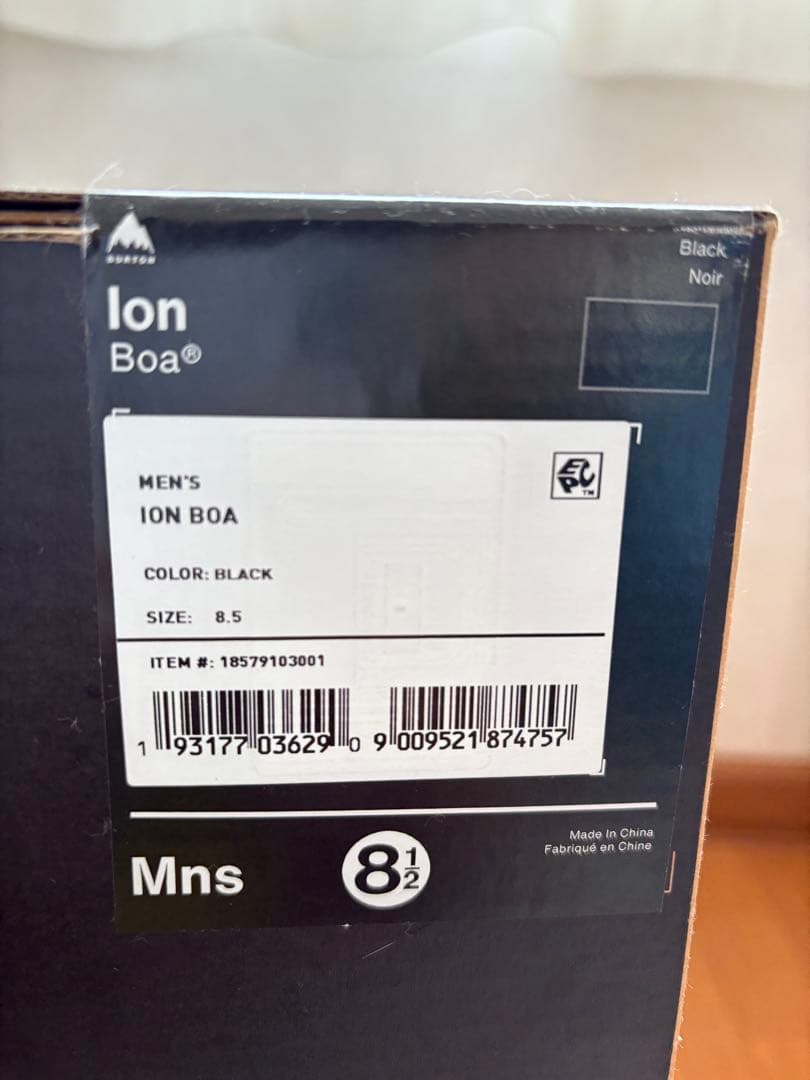 BURTON
Ion
Boa®
Black
Noir
EPC™
MEN'S
ION BOA
COLOR: BLACK
SIZE: 8.5
ITEM #: 18579103001
1 93177 03629 0
9 009521 874757
Mns
8½
Made In China
Fabriqué en Chine